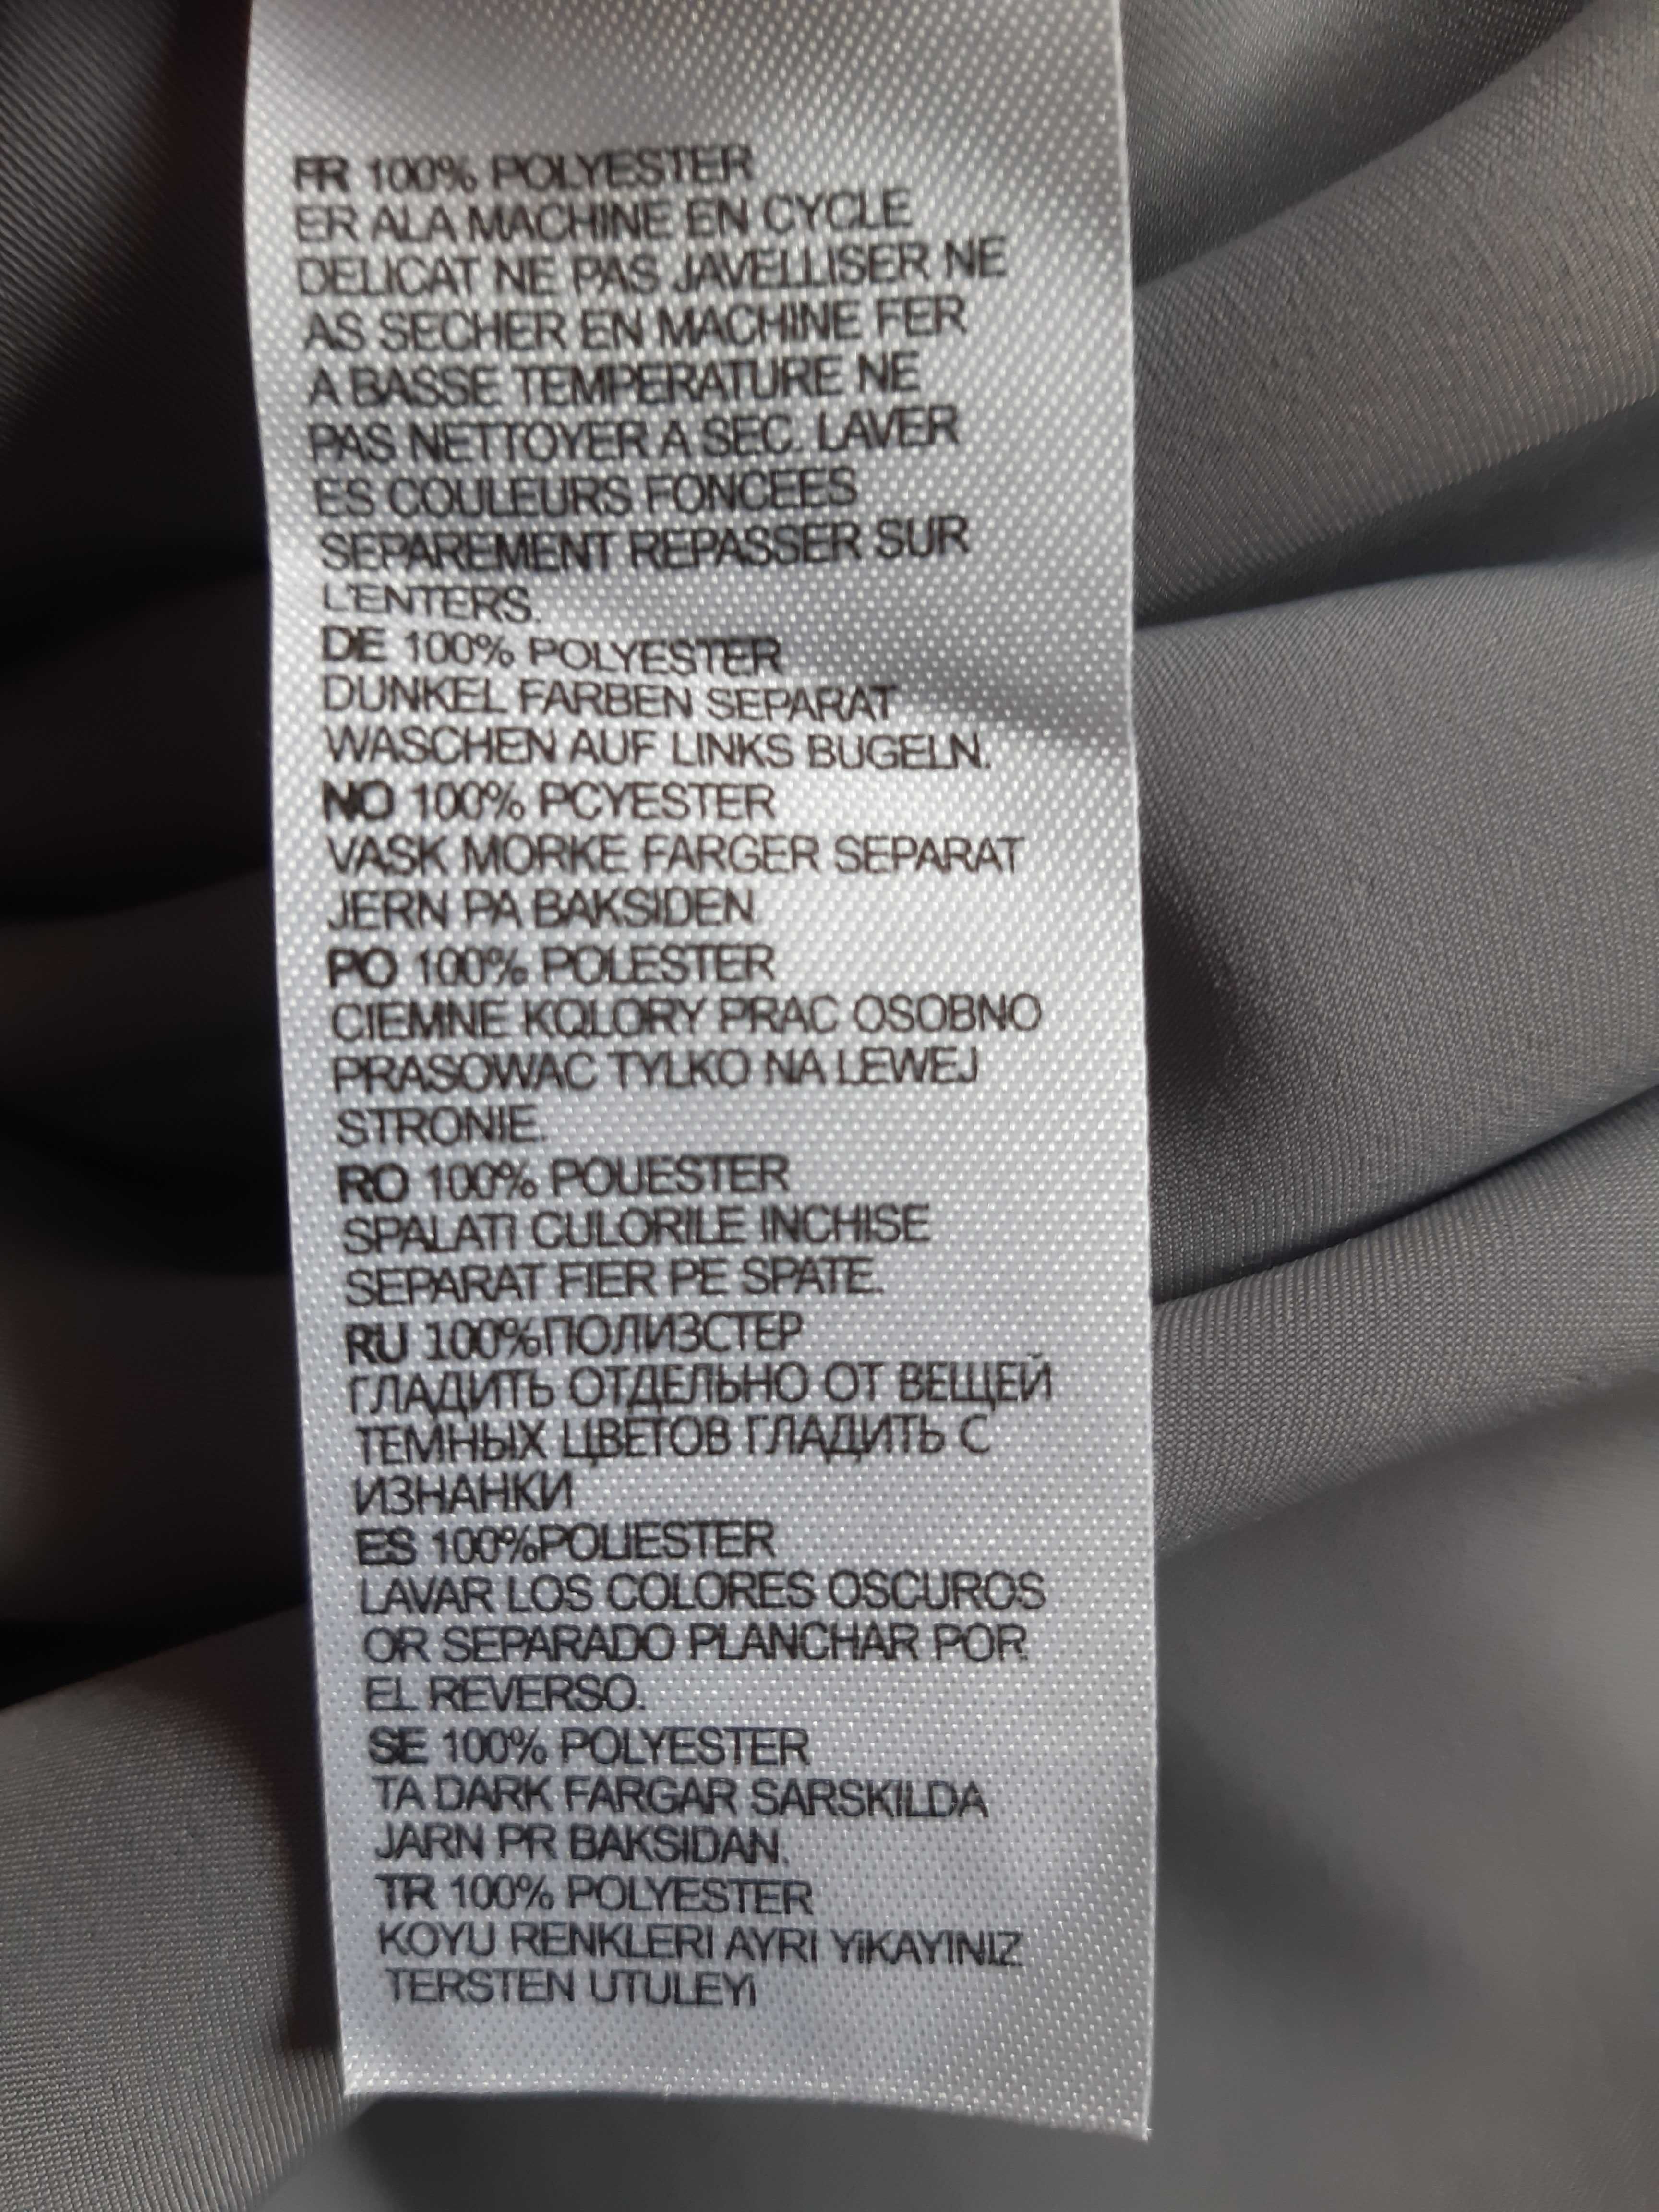 FR 100% POLYESTER
ER ALA MACHINE EN CYCLE
DELICAT NE PAS JAVELLISER NE
AS SECHER EN MACHINE FER
A BASSE TEMPERATURE NE
PAS NETTOYER A SEC. LAVER
ES COULEURS FONCEES
SEPAREMENT REPASSER SUR
L'ENTERS.
DE 100% POLYESTER
DUNKEL FARBEN SEPARAT
WASCHEN AUF LINKS BUGELN.
NO 100% PCYESTER
VASK MORKE FARGER SEPARAT
JERN PA BAKSIDEN
PO 100% POLESTER
CIEMNE KQLORY PRAC OSOBNO
PRASOWAC TYLKO NA LEWEJ
STRONIE.
RO 100% POUESTER
SPALATI CULORILE INCHISE
SEPARAT FIER PE SPATE.
RU 100%ПОЛИЗСТЕР
ГЛАДИТЬ ОТДЕЛЬНО ОТ ВЕЩЕЙ
ТЕМНЫХ ЦВЕТОВ ГЛАДИТЬ С
ИЗНАНКИ
ES 100%POLIESTER
LAVAR LOS COLORES OSCUROS
OR SEPARADO PLANCHAR POR
EL REVERSO.
SE 100% POLYESTER
TA DARK FARGAR SARSKILDA
JARN PR BAKSIDAN.
TR 100% POLYESTER
KOYU RENKLERI AYRI YiKAYINIZ
TERSTEN UTULEYi